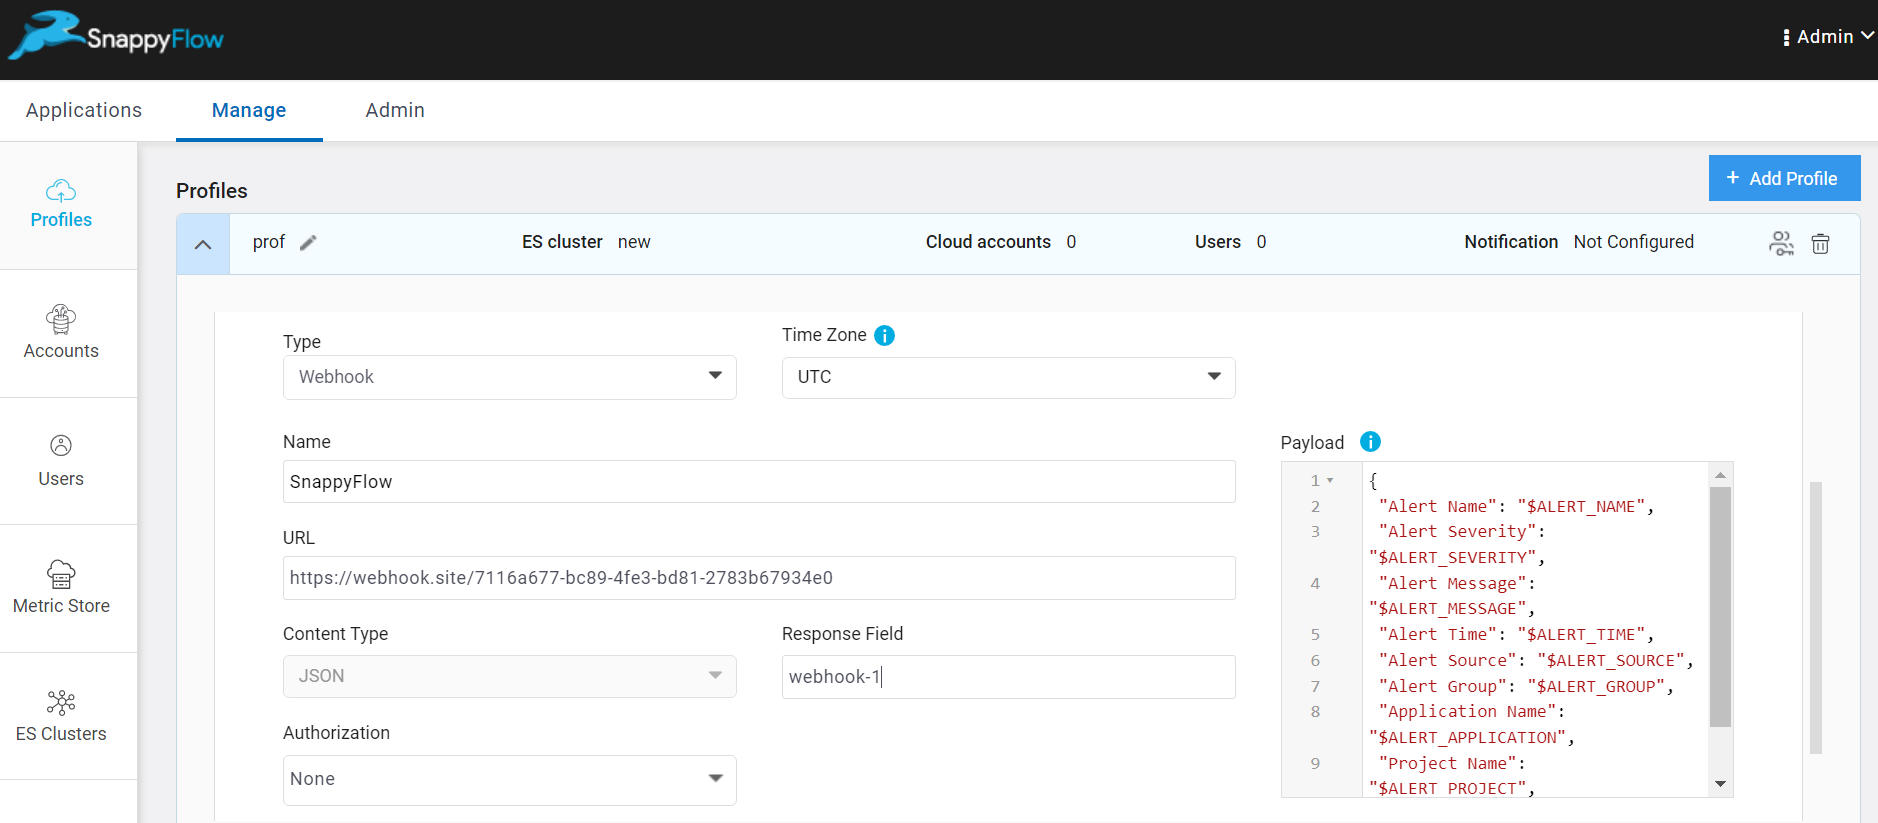 SnappyFlow
Admin
Applications
Manage
Admin
Profiles
Accounts
Users
Metric Store
ES Clusters
Profiles
+ Add Profile
prof
ES cluster new
Cloud accounts 0
Users 0
Notification Not Configured
Type
Webhook
Time Zone i
UTC
Name
SnappyFlow
URL
https://webhook.site/7116a677-bc89-4fe3-bd81-2783b67934e0
Content Type
JSON
Response Field
webhook-1
Authorization
None
Payload i
1 {
2 "Alert Name": "$ALERT_NAME",
3 "Alert Severity":
"$ALERT_SEVERITY",
4 "Alert Message":
"$ALERT_MESSAGE",
5 "Alert Time": "$ALERT_TIME",
6 "Alert Source": "$ALERT_SOURCE",
7 "Alert Group": "$ALERT_GROUP",
8 "Application Name":
"$ALERT_APPLICATION",
9 "Project Name":
"$ALERT_PROJECT",